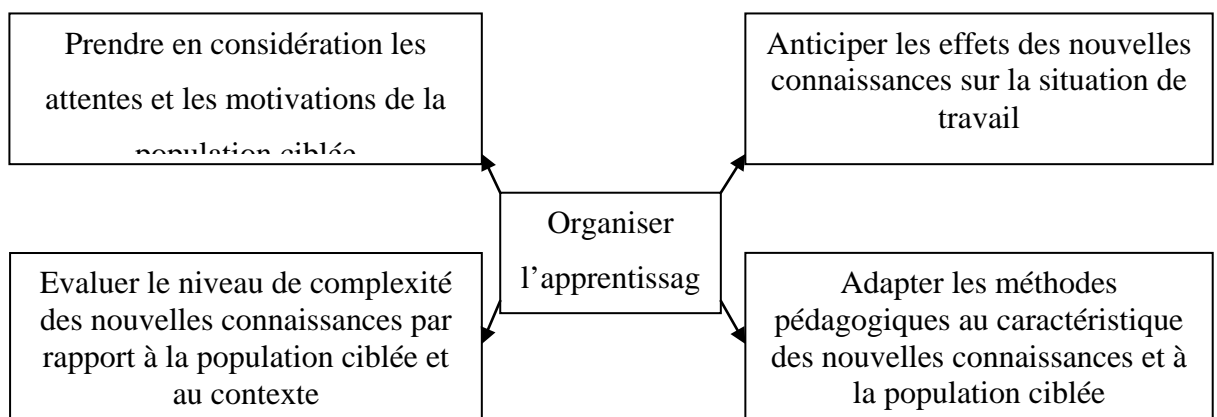 Prendre en considération les
attentes et les motivations de la
population ciblée
Anticiper les effets des nouvelles
connaissances sur la situation de
travail
Organiser
l’apprentissag
Evaluer le niveau de complexité
des nouvelles connaissances par
rapport à la population ciblée et
au contexte
Adapter les méthodes
pédagogiques au caractéristique
des nouvelles connaissances et à
la population ciblée